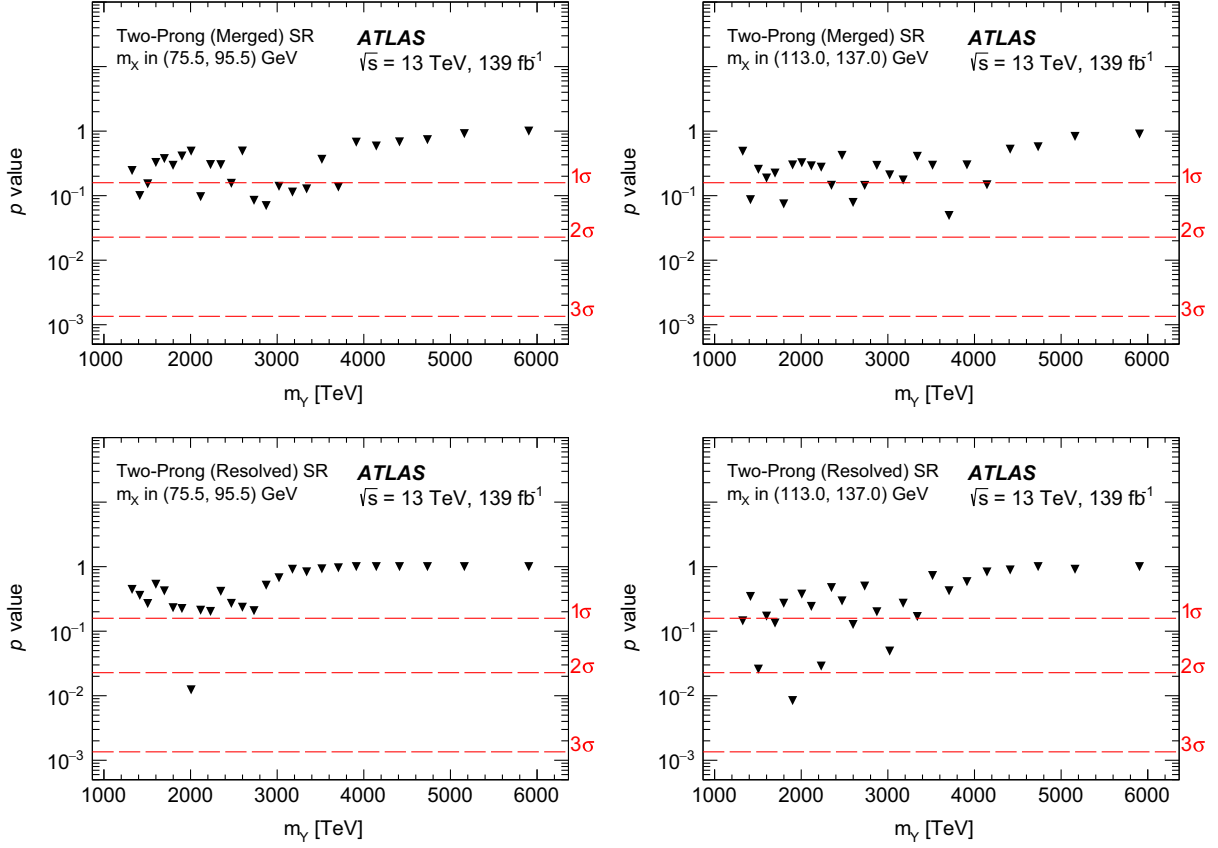 Two-Prong (Merged) SR
m_X in (75.5, 95.5) GeV
ATLAS
√s = 13 TeV, 139 fb⁻¹
p value
1
10⁻¹
10⁻²
10⁻³
1σ
2σ
3σ
1000 2000 3000 4000 5000 6000
m_Y [TeV]
Two-Prong (Merged) SR
m_X in (113.0, 137.0) GeV
ATLAS
√s = 13 TeV, 139 fb⁻¹
p value
1
10⁻¹
10⁻²
10⁻³
1σ
2σ
3σ
1000 2000 3000 4000 5000 6000
m_Y [TeV]
Two-Prong (Resolved) SR
m_X in (75.5, 95.5) GeV
ATLAS
√s = 13 TeV, 139 fb⁻¹
p value
1
10⁻¹
10⁻²
10⁻³
1σ
2σ
3σ
1000 2000 3000 4000 5000 6000
m_Y [TeV]
Two-Prong (Resolved) SR
m_X in (113.0, 137.0) GeV
ATLAS
√s = 13 TeV, 139 fb⁻¹
p value
1
10⁻¹
10⁻²
10⁻³
1σ
2σ
3σ
1000 2000 3000 4000 5000 6000
m_Y [TeV]